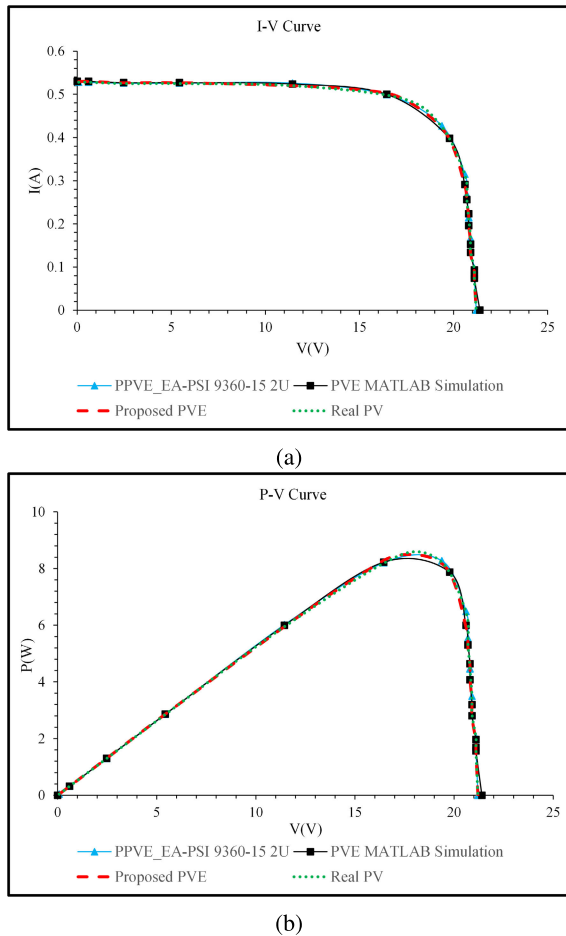 I-V Curve
0.6
0.5
0.4
0.3
0.2
0.1
0
I(A)
0 5 10 15 20 25
V(V)
PPVE_EA-PSI 9360-15 2U PVE MATLAB Simulation
Proposed PVE Real PV
(a)
P-V Curve
10
8
6
4
2
0
P(W)
0 5 10 15 20 25
V(V)
PPVE_EA-PSI 9360-15 2U PVE MATLAB Simulation
Proposed PVE Real PV
(b)